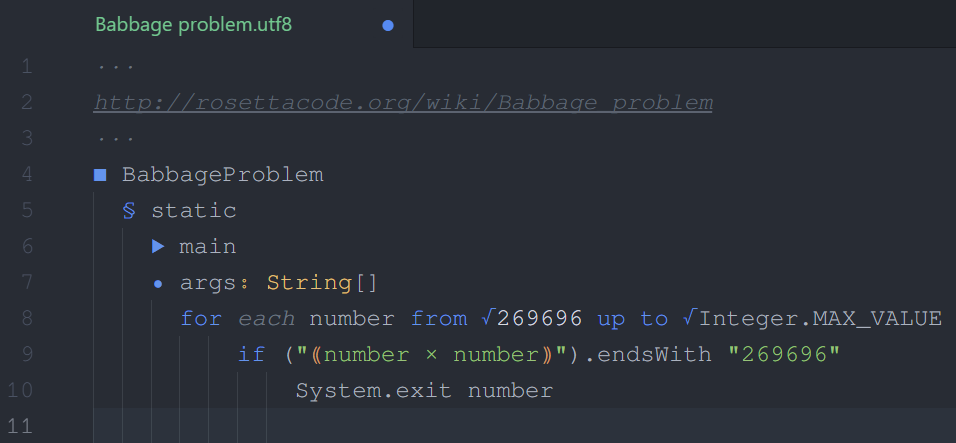 Babbage problem.utf8 ●
1 ...
2 http://rosettacode.org/wiki/Babbage_problem
3 ...
4 ■ BabbageProblem
5 § static
6 ▶ main
7 • args: String[]
8 for each number from √269696 up to √Integer.MAX_VALUE
9 if ("⸨number × number⸩").endsWith "269696"
10 System.exit number
11